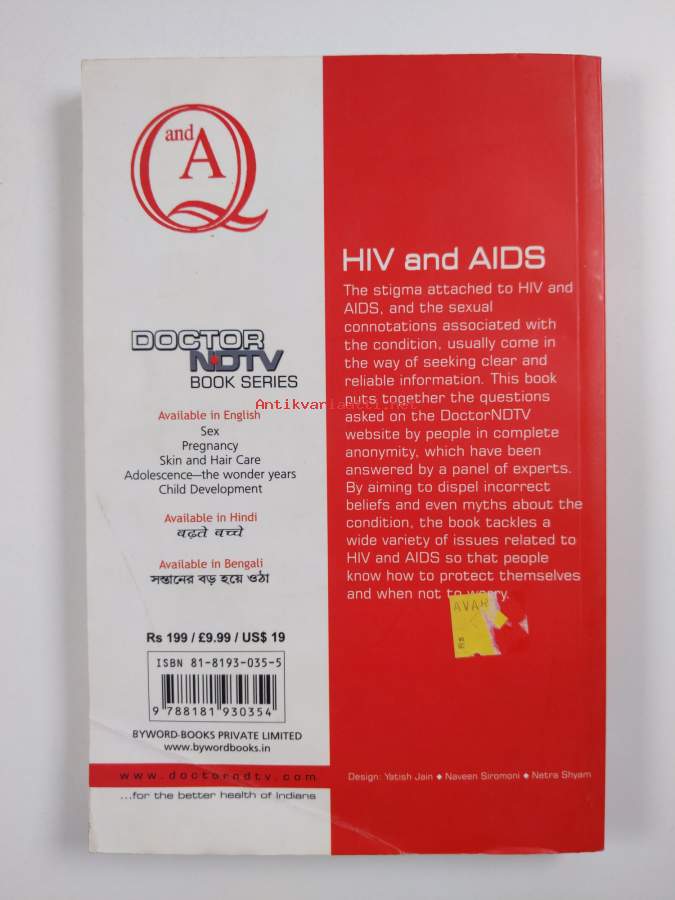 Q and A
DOCTOR
NDTV
BOOK SERIES
Available in English
Sex
Pregnancy
Skin and Hair Care
Adolescence—the wonder years
Child Development
Available in Hindi
बढ़ते बच्चे
Available in Bengali
সন্তানের বড় হয়ে ওঠা
Rs 199 / £9.99 / US$ 19
ISBN 81-8193-035-5
9 788181 930354
BYWORD-BOOKS PRIVATE LIMITED
www.bywordbooks.in
www.doctorndtv.com
...for the better health of Indians
HIV and AIDS
The stigma attached to HIV and
AIDS, and the sexual
connotations associated with
the condition, usually come in
the way of seeking clear and
reliable information. This book
puts together the questions
asked on the DoctorNDTV
website by people in complete
anonymity, which have been
answered by a panel of experts.
By aiming to dispel incorrect
beliefs and even myths about the
condition, the book tackles a
wide variety of issues related to
HIV and AIDS so that people
know how to protect themselves
and when not to worry.
AVAR
Rs
Design: Yatish Jain ◆ Naveen Siromoni ◆ Netra Shyam
Antikvariaatti.net